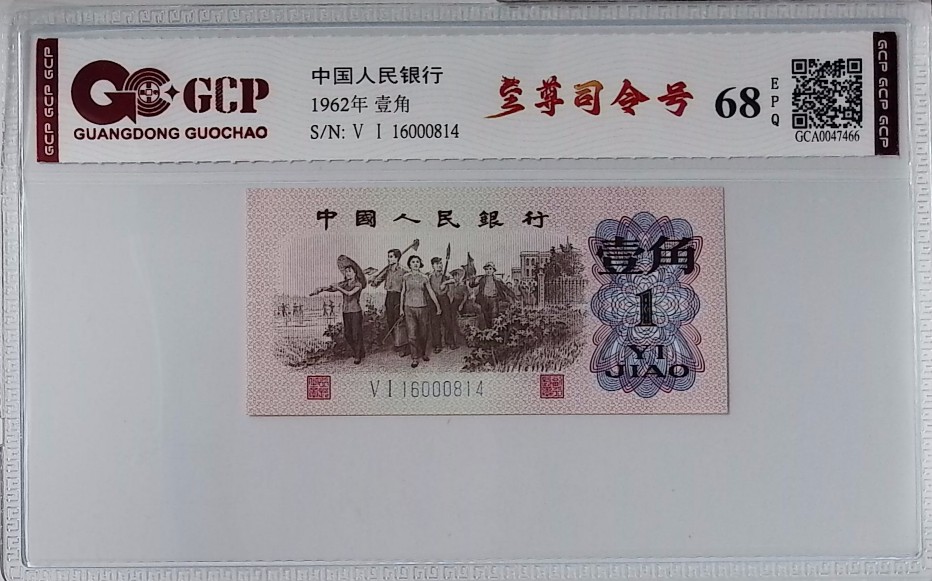 GCP GCP GCP
GC GCP
GUANGDONG GUOCHAO
中国人民银行
1962年 壹角
S/N: V I 16000814
至尊司令号
68
EPQ
GCA0047466
GCP GCP GCP
中國人民銀行
壹角
1
YI
JIAO
V I 16000814